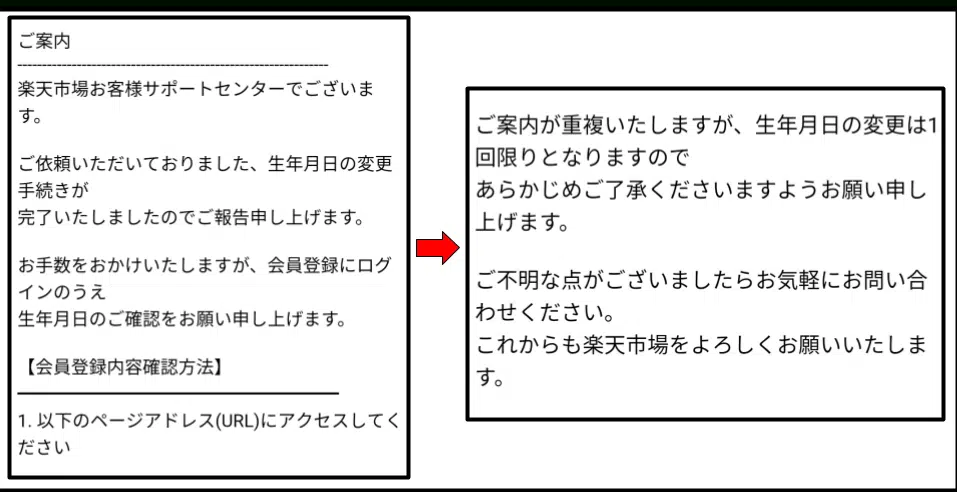 ご案内
----------------------------------------------------------------
楽天市場お客様サポートセンターでございま
す。
ご依頼いただいておりました、生年月日の変更
手続きが
完了いたしましたのでご報告申し上げます。
お手数をおかけいたしますが、会員登録にログ
インのうえ
生年月日のご確認をお願い申し上げます。
【会員登録内容確認方法】
1. 以下のページアドレス(URL)にアクセスしてく
ださい
ご案内が重複いたしますが、生年月日の変更は1
回限りとなりますので
あらかじめご了承くださいますようお願い申し
上げます。
ご不明な点がございましたらお気軽にお問い合
わせください。
これからも楽天市場をよろしくお願いいたしま
す。